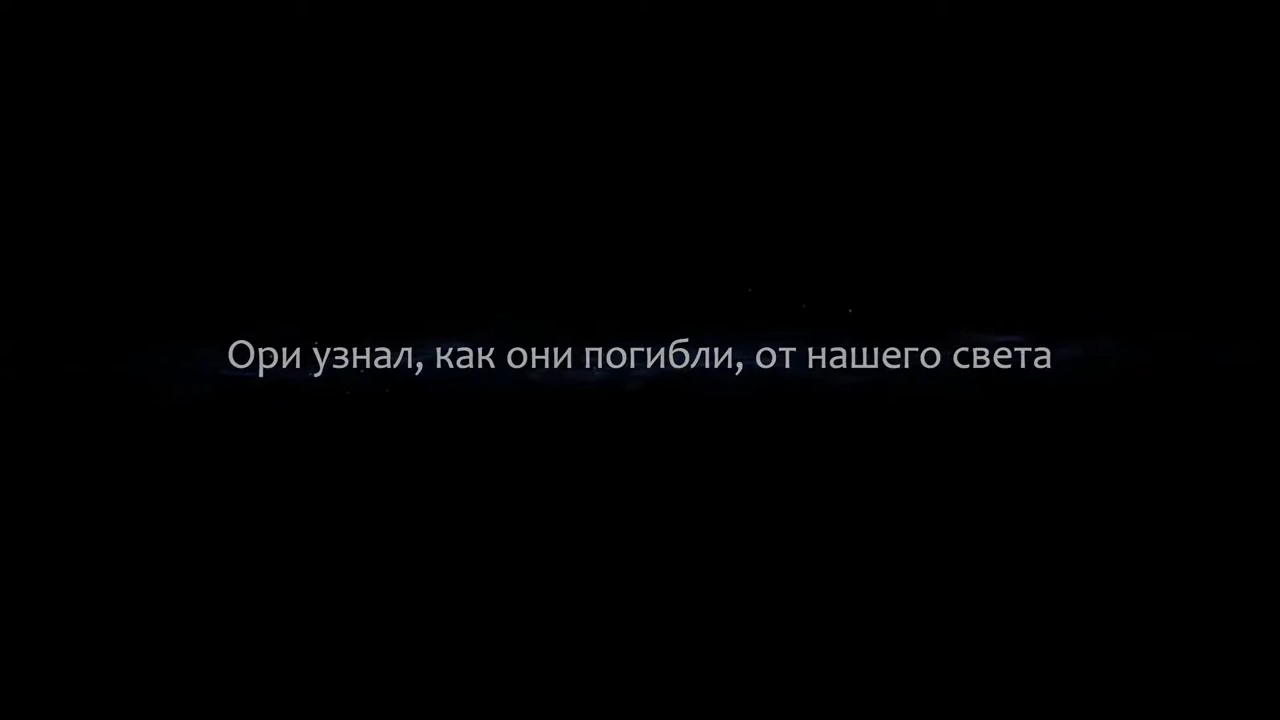 Ори узнал, как они погибли, от нашего света